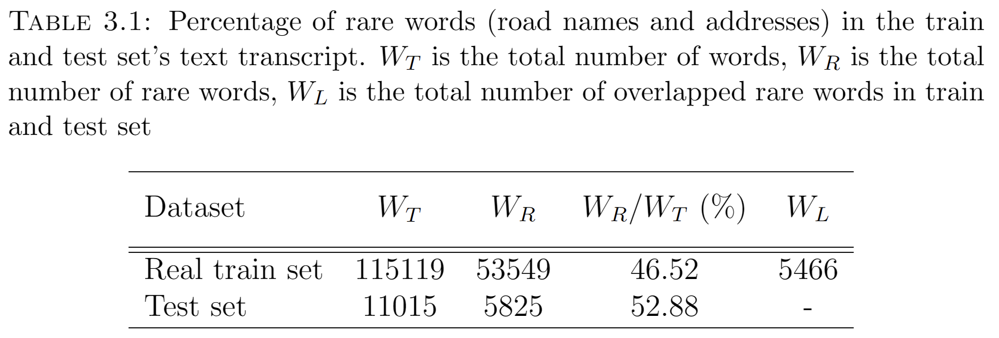 TABLE 3.1: Percentage of rare words (road names and addresses) in the train
and test set's text transcript. W_T is the total number of words, W_R is the total
number of rare words, W_L is the total number of overlapped rare words in train
and test set
Dataset W_T W_R W_R/W_T (%) W_L
Real train set 115119 53549 46.52 5466
Test set 11015 5825 52.88 -